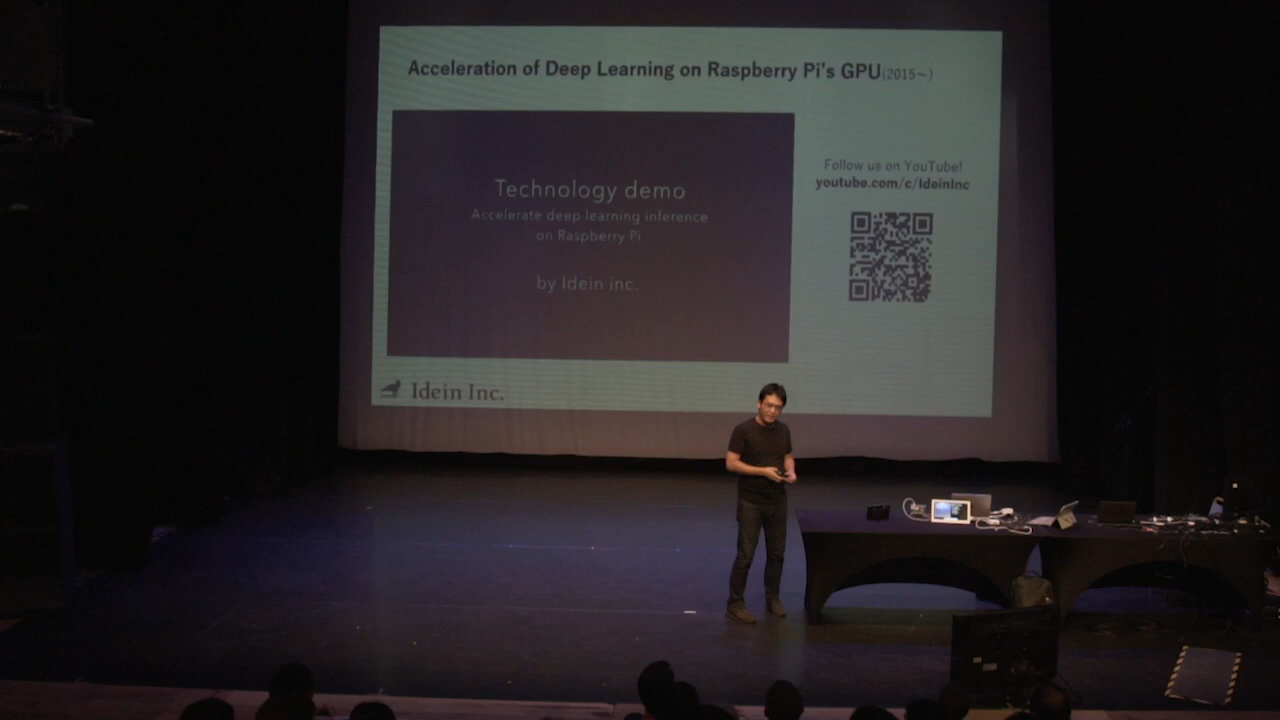 Acceleration of Deep Learning on Raspberry Pi's GPU(2015~)
Technology demo
Accelerate deep learning inference
on Raspberry Pi
by Idein inc.
Follow us on YouTube!
youtube.com/c/IdeinInc
Idein Inc.